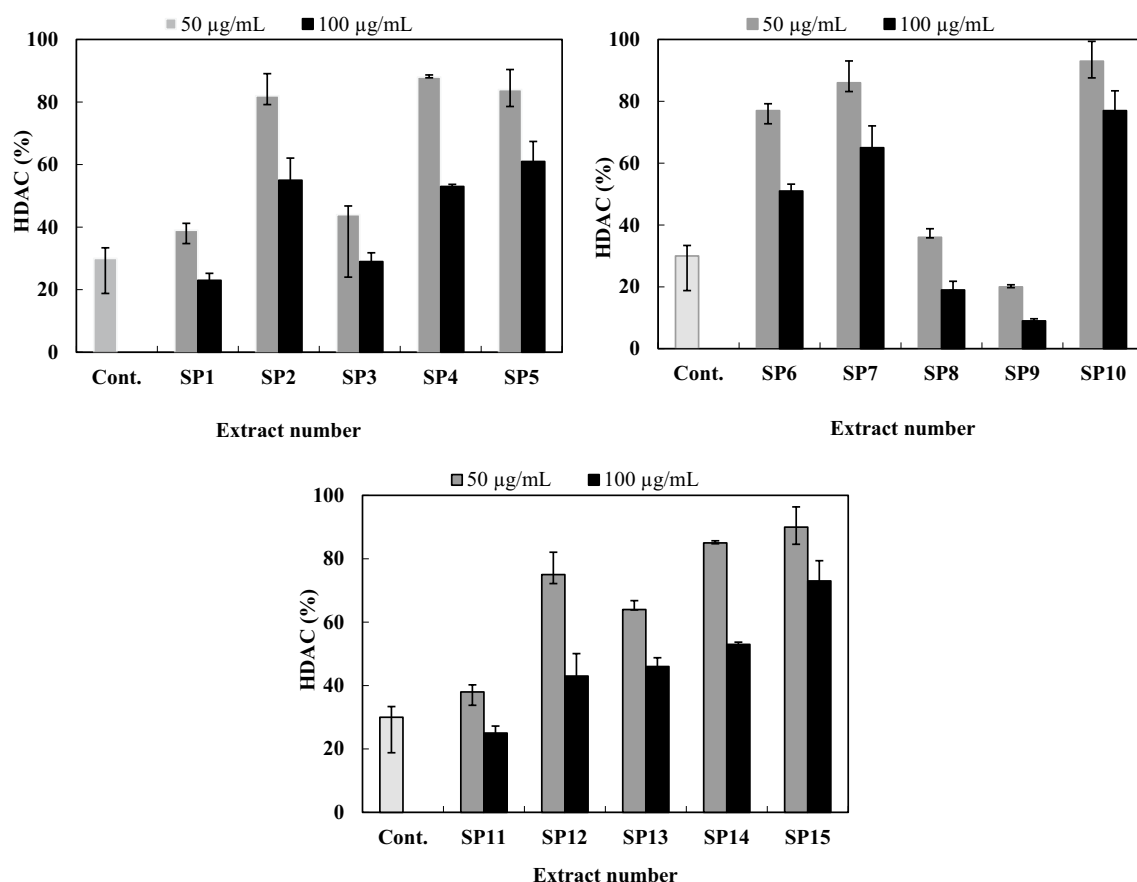 50 µg/mL 100 µg/mL
100
80
60
40
20
0
HDAC (%)
Cont. SP1 SP2 SP3 SP4 SP5
Extract number
50 µg/mL 100 µg/mL
100
80
60
40
20
0
HDAC (%)
Cont. SP6 SP7 SP8 SP9 SP10
Extract number
50 µg/mL 100 µg/mL
100
80
60
40
20
0
HDAC (%)
Cont. SP11 SP12 SP13 SP14 SP15
Extract number